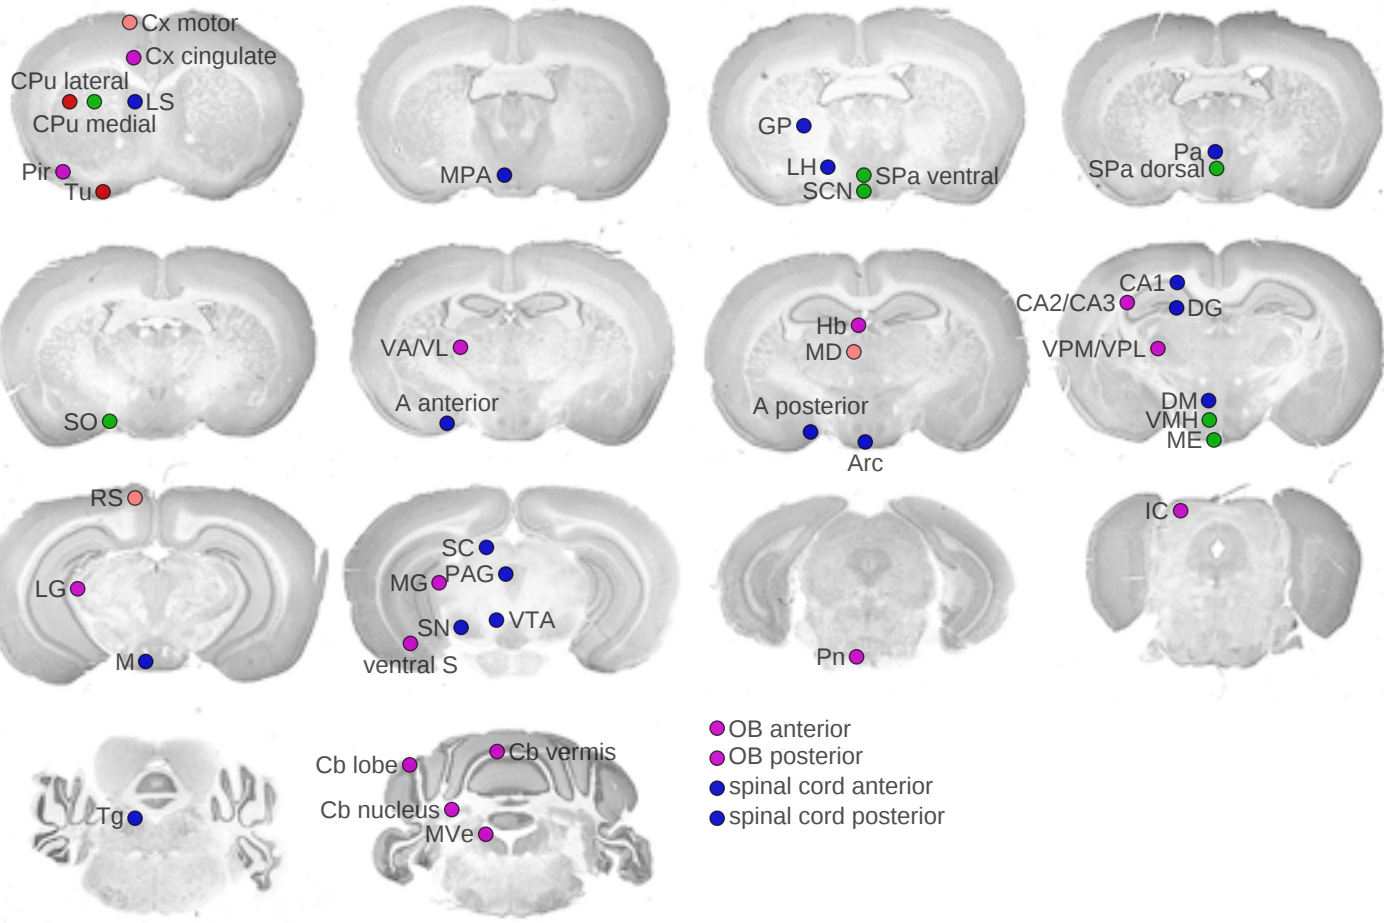 Cx motor
Cx cingulate
CPu lateral
LS
CPu medial
Pir
Tu
MPA
GP
LH
SPa ventral
SCN
Pa
SPa dorsal
SO
VA/VL
A anterior
Hb
MD
A posterior
Arc
CA1
CA2/CA3
DG
VPM/VPL
DM
VMH
ME
RS
LG
M
SC
MG
PAG
SN
VTA
ventral S
Pn
IC
Tg
Cb lobe
Cb vermis
Cb nucleus
MVe
OB anterior
OB posterior
spinal cord anterior
spinal cord posterior